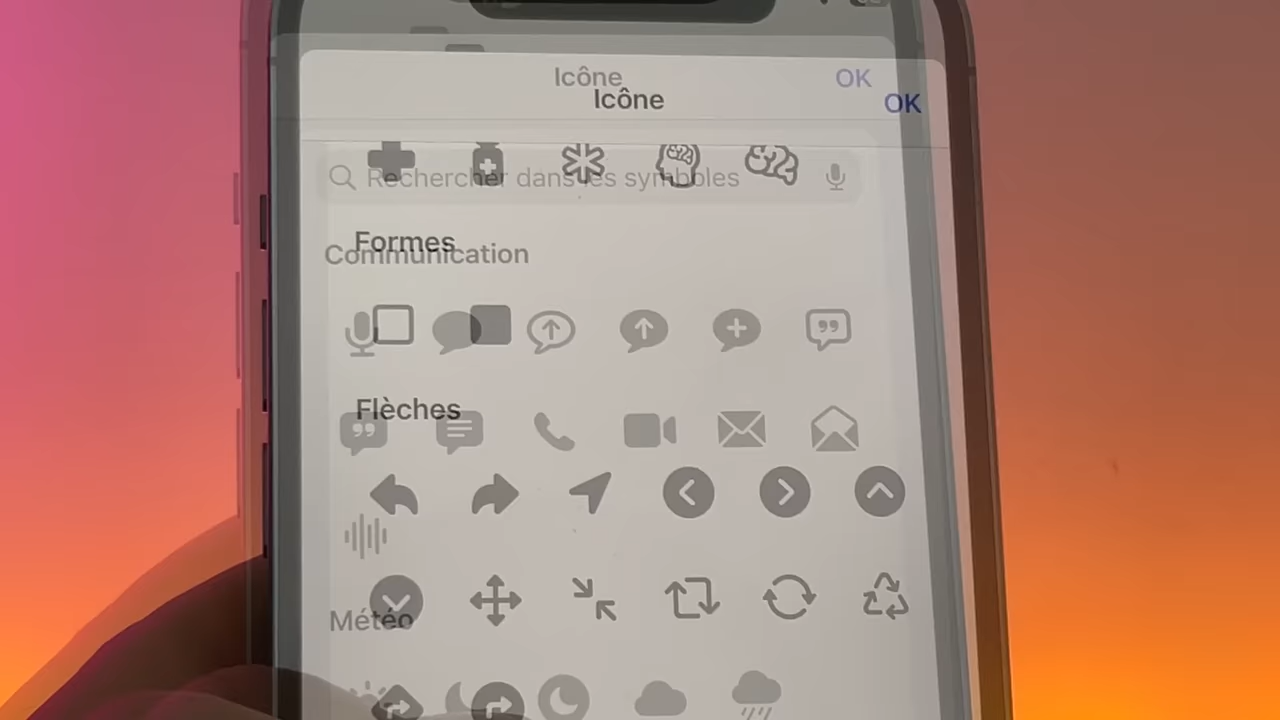 Icône
OK
Icône
OK
Rechercher dans les symboles
Formes
Communication
Flèches
Météo